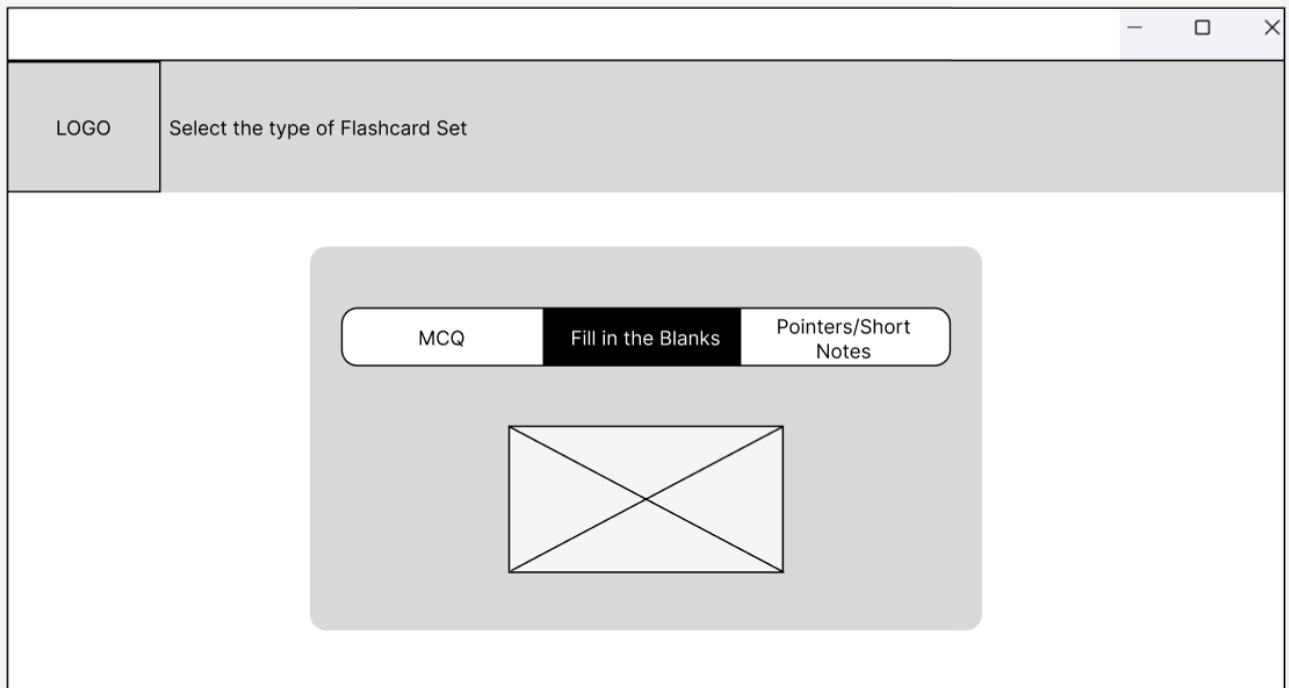 LOGO
Select the type of Flashcard Set
MCQ
Fill in the Blanks
Pointers/Short
Notes